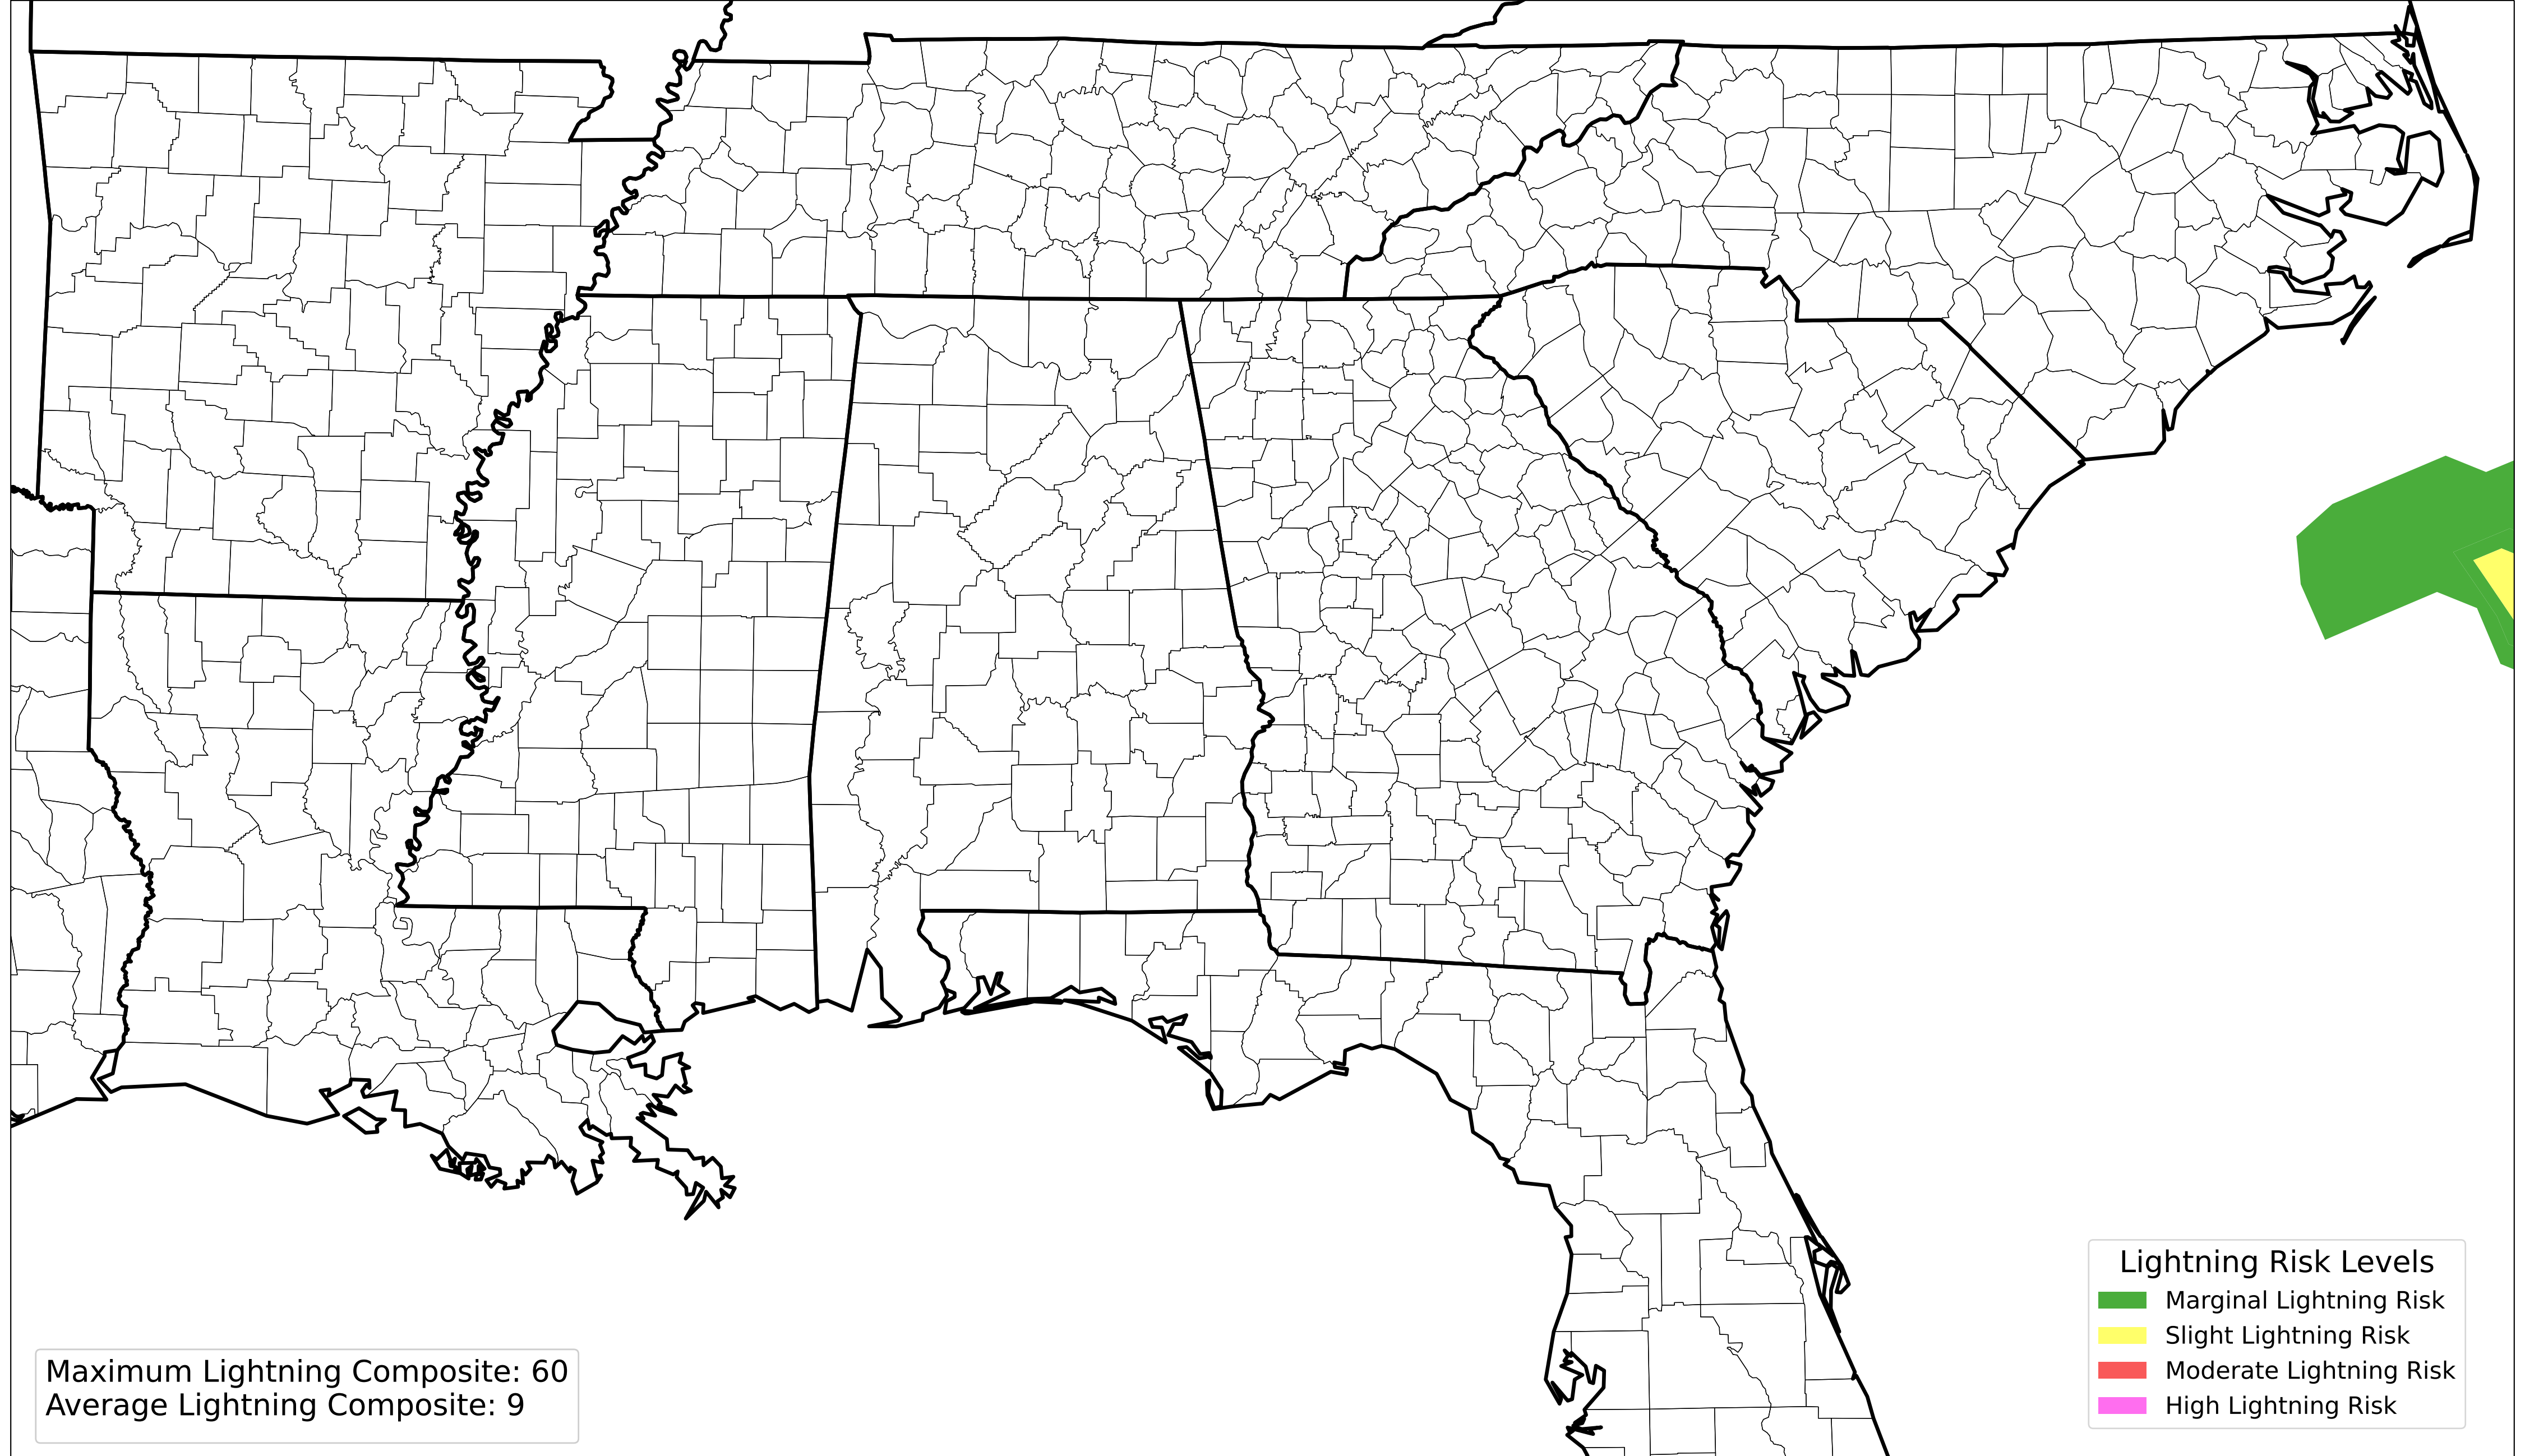 Maximum Lightning Composite: 60
Average Lightning Composite: 9
Lightning Risk Levels
Marginal Lightning Risk
Slight Lightning Risk
Moderate Lightning Risk
High Lightning Risk